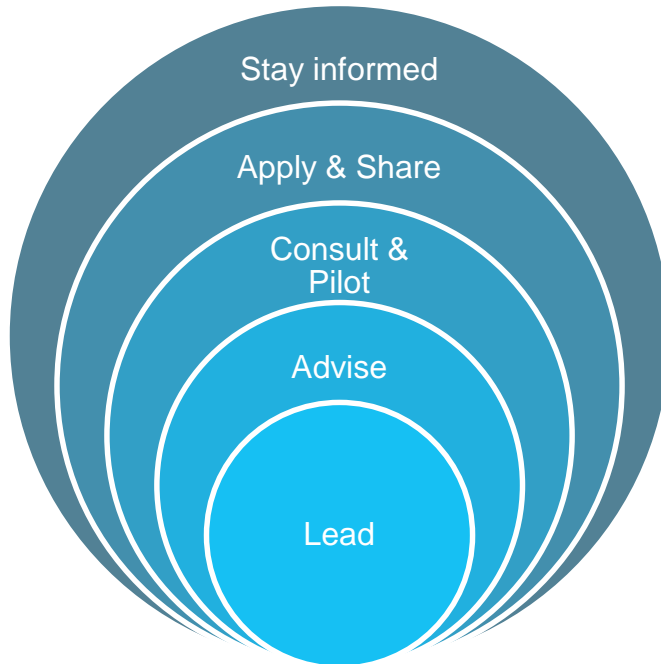 Stay informed
Apply & Share
Consult &
Pilot
Advise
Lead